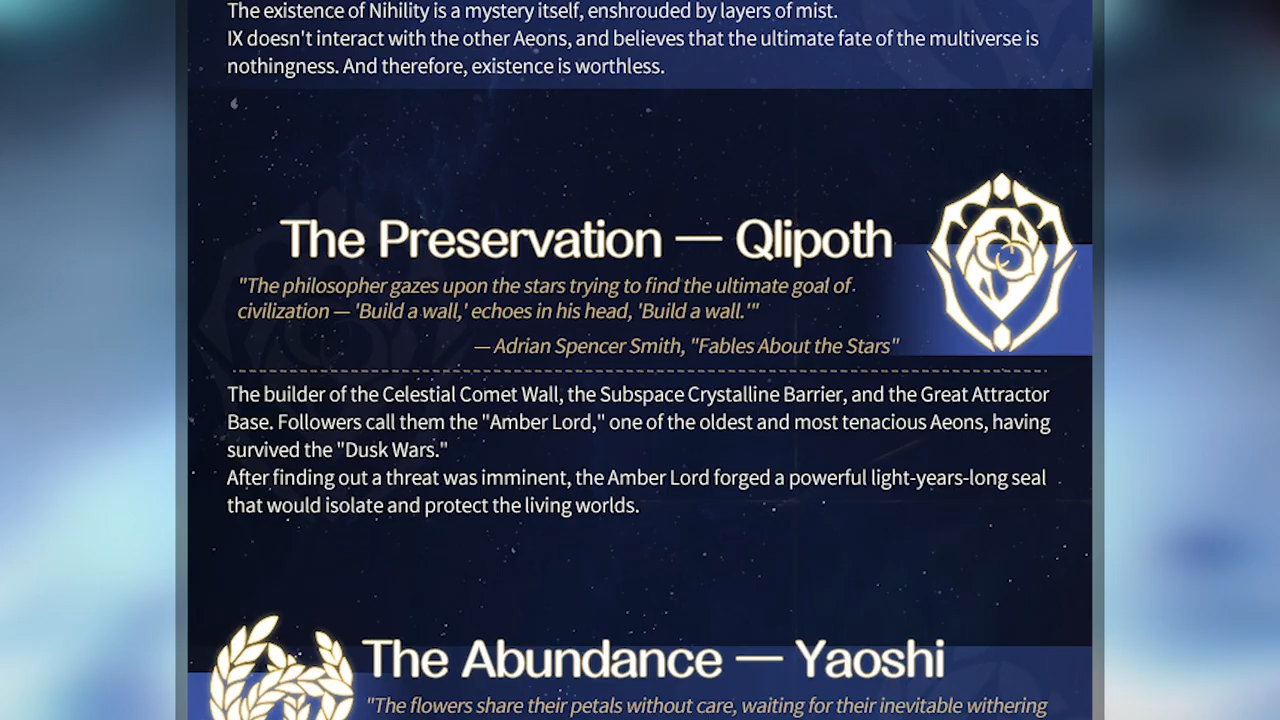 The existence of Nihility is a mystery itself, enshrouded by layers of mist.
IX doesn't interact with the other Aeons, and believes that the ultimate fate of the multiverse is
nothingness. And therefore, existence is worthless.
The Preservation — Qlipoth
"The philosopher gazes upon the stars trying to find the ultimate goal of
civilization — 'Build a wall,' echoes in his head, 'Build a wall.'"
— Adrian Spencer Smith, "Fables About the Stars"
The builder of the Celestial Comet Wall, the Subspace Crystalline Barrier, and the Great Attractor
Base. Followers call them the "Amber Lord," one of the oldest and most tenacious Aeons, having
survived the "Dusk Wars."
After finding out a threat was imminent, the Amber Lord forged a powerful light-years-long seal
that would isolate and protect the living worlds.
The Abundance — Yaoshi
"The flowers share their petals without care, waiting for their inevitable withering